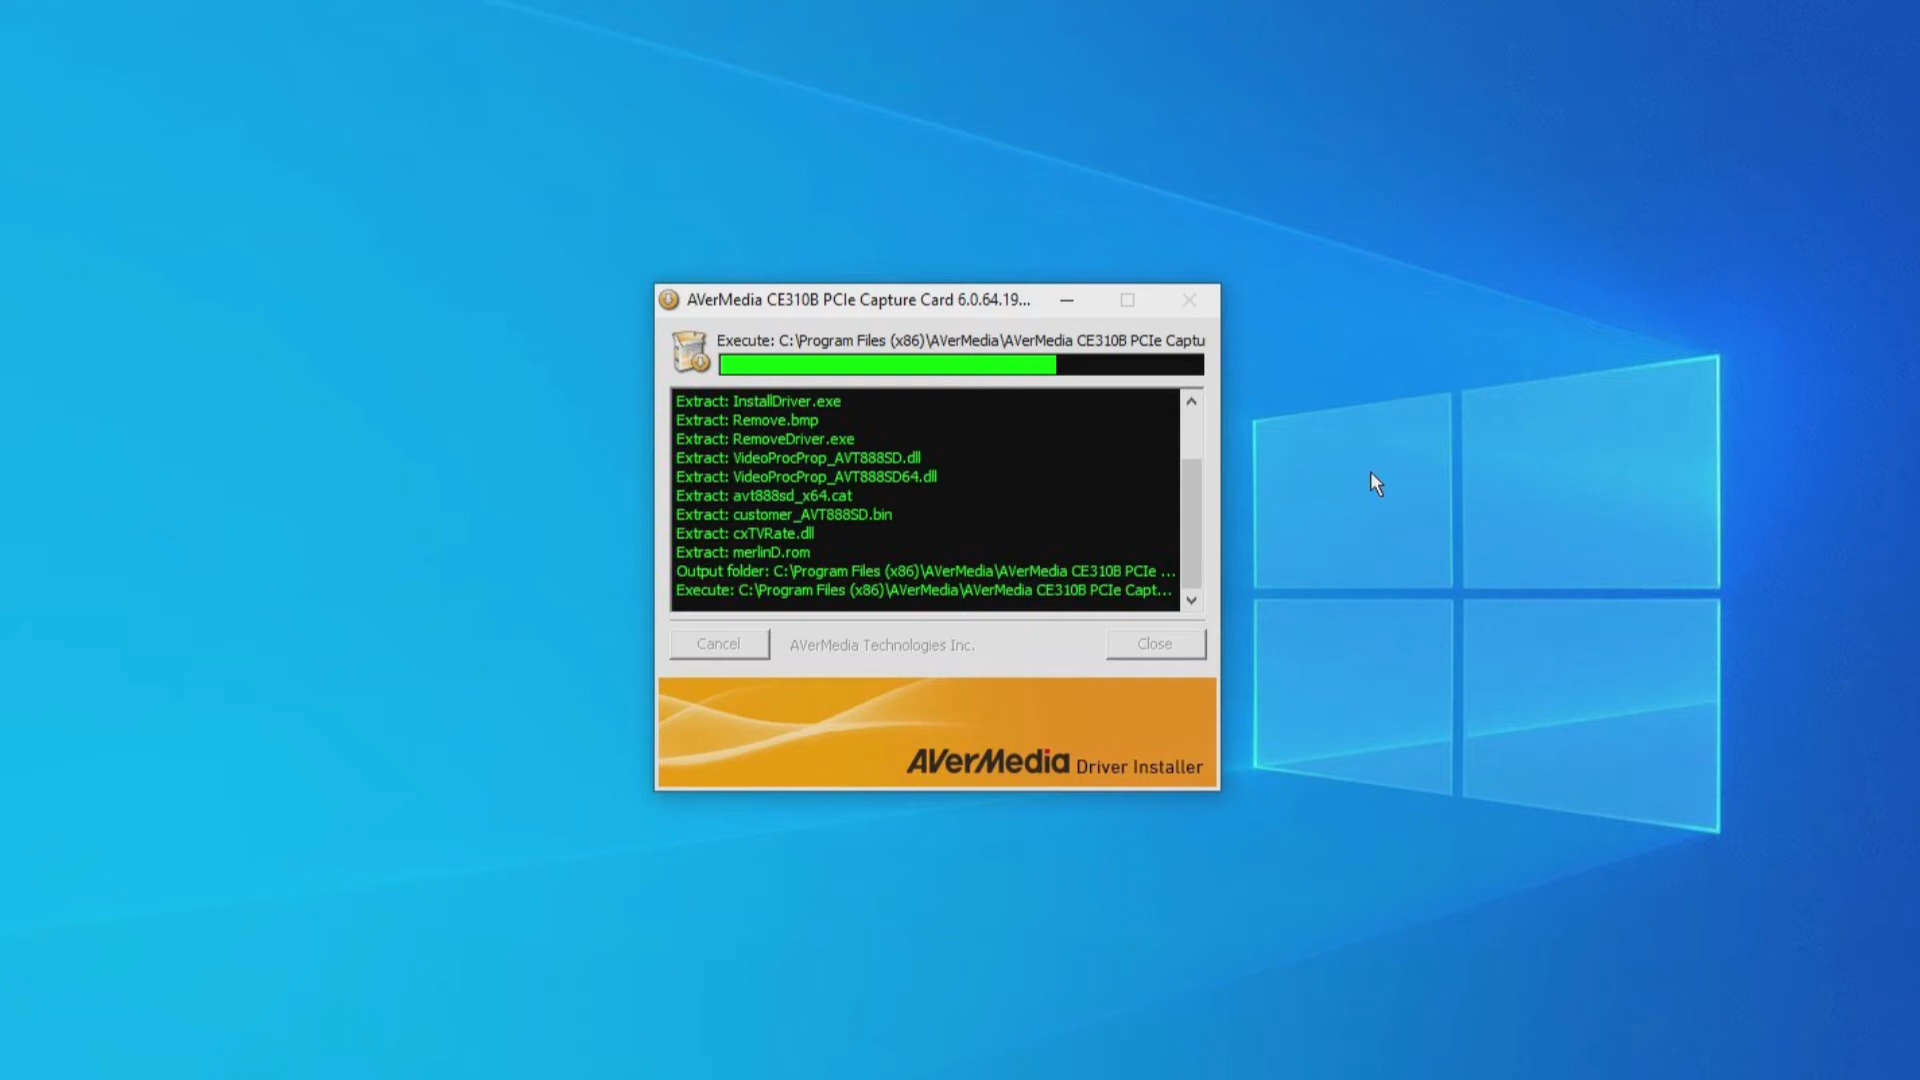 AVerMedia CE310B PCIe Capture Card 6.0.64.19...
Execute: C:\Program Files (x86)\AVerMedia\AVerMedia CE310B PCIe Captu
Extract: InstallDriver.exe
Extract: Remove.bmp
Extract: RemoveDriver.exe
Extract: VideoProcProp_AVT888SD.dll
Extract: VideoProcProp_AVT888SD64.dll
Extract: avt888sd_x64.cat
Extract: customer_AVT888SD.bin
Extract: cxTVRate.dll
Extract: merlinD.rom
Output folder: C:\Program Files (x86)\AVerMedia\AVerMedia CE310B PCIe ...
Execute: C:\Program Files (x86)\AVerMedia\AVerMedia CE310B PCIe Capt...
Cancel
AVerMedia Technologies Inc.
Close
AVerMedia Driver Installer